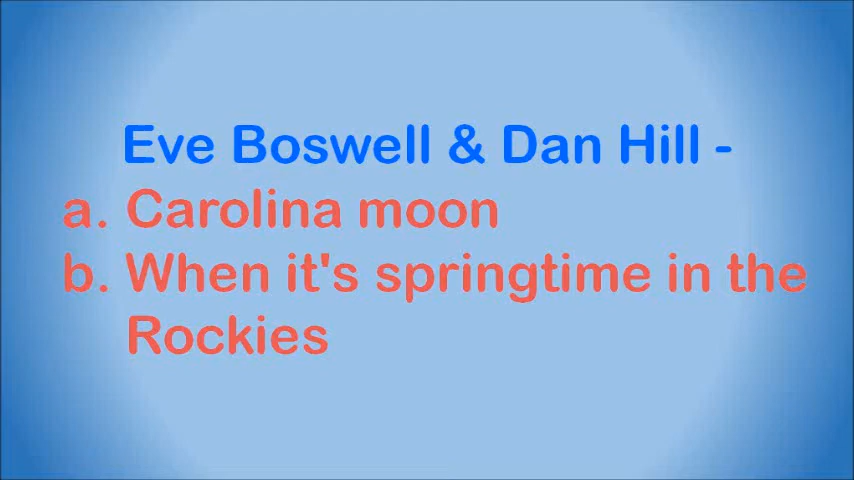 Eve Boswell & Dan Hill -
a. Carolina moon
b. When it's springtime in the
Rockies